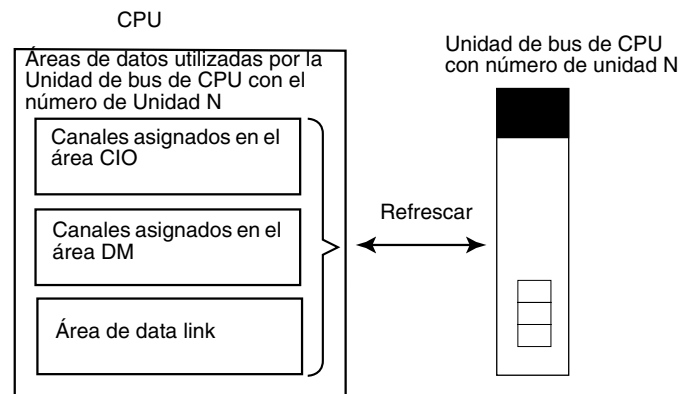 CPU
Áreas de datos utilizadas por la
Unidad de bus de CPU con el
número de Unidad N
Canales asignados en el
área CIO
Canales asignados en el
área DM
Área de data link
Refrescar
Unidad de bus de CPU
con número de unidad N